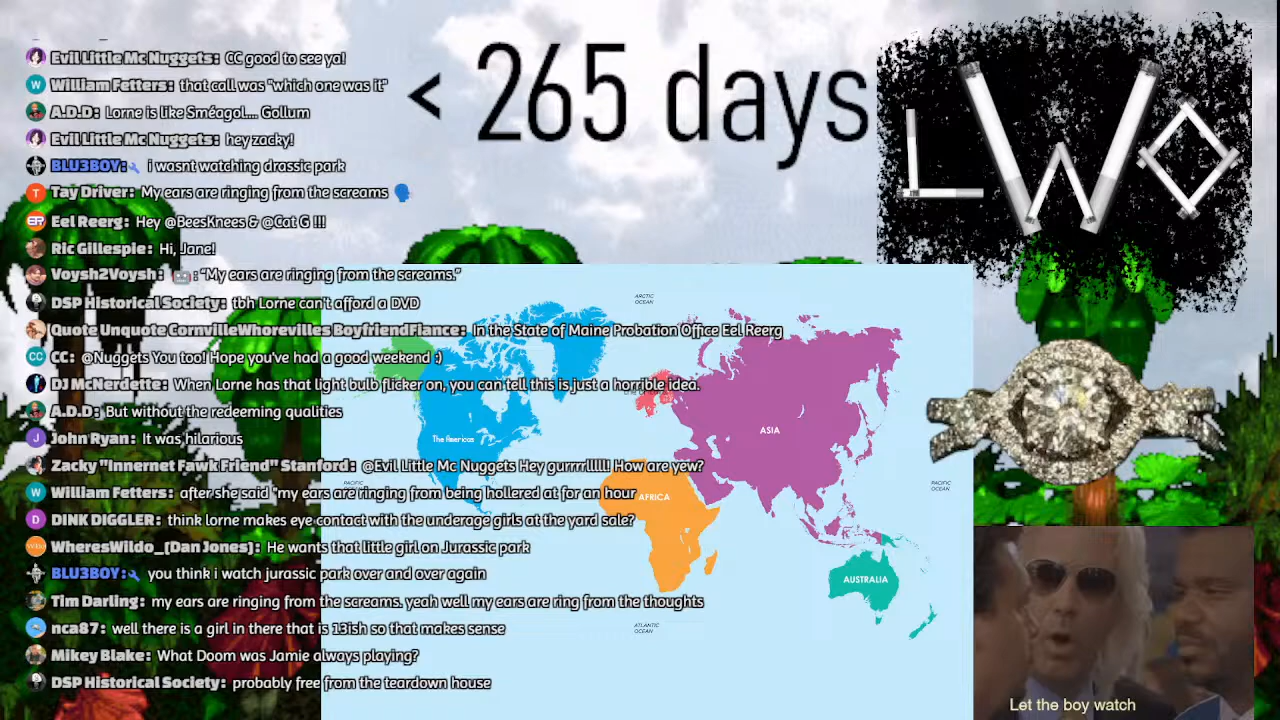 Evil Little Mc Nuggets: CC good to see ya!
William Fetters: that call was "which one was it"
A.D.D: Lorne is like Sméagol.... Gollum
Evil Little Mc Nuggets: hey zacky!
BLU3BOY: i wasnt watching drassic park
Tay Driver: My ears are ringing from the screams
Eel Reerg: Hey @BeesKnees & @Cat G !!!
Ric Gillespie: Hi, Jane!
Voysh2Voysh: : "My ears are ringing from the screams."
DSP Historical Society: tbh Lorne can't afford a DVD
Quote Unquote CornvilleWhorevilles BoyfriendFiance: In the State of Maine Probation Office Eel Reerg
CC: @Nuggets You too! Hope you've had a good weekend :)
DJ McNerdette: When Lorne has that light bulb flicker on, you can tell this is just a horrible idea.
A.D.D: But without the redeeming qualities
John Ryan: It was hilarious
Zacky "Innernet Fawk Friend" Stanford: @Evil Little Mc Nuggets Hey gurrrrlllll! How are yew?
William Fetters: after she said "my ears are ringing from being hollered at for an hour
DINK DIGGLER: think lorne makes eye contact with the underage girls at the yard sale?
WheresWildo_[Dan Jones]: He wants that little girl on Jurassic park
BLU3BOY: you think i watch jurassic park over and over again
Tim Darling: my ears are ringing from the screams. yeah well my ears are ring from the thoughts
nca87: well there is a girl in there that is 13ish so that makes sense
Mikey Blake: What Doom was Jamie always playing?
DSP Historical Society: probably free from the teardown house
< 265 days
LWO
ARCTIC
OCEAN
The Americas
ASIA
PACIFIC
AFRICA
PACIFIC
OCEAN
AUSTRALIA
ATLANTIC
OCEAN
Let the boy watch